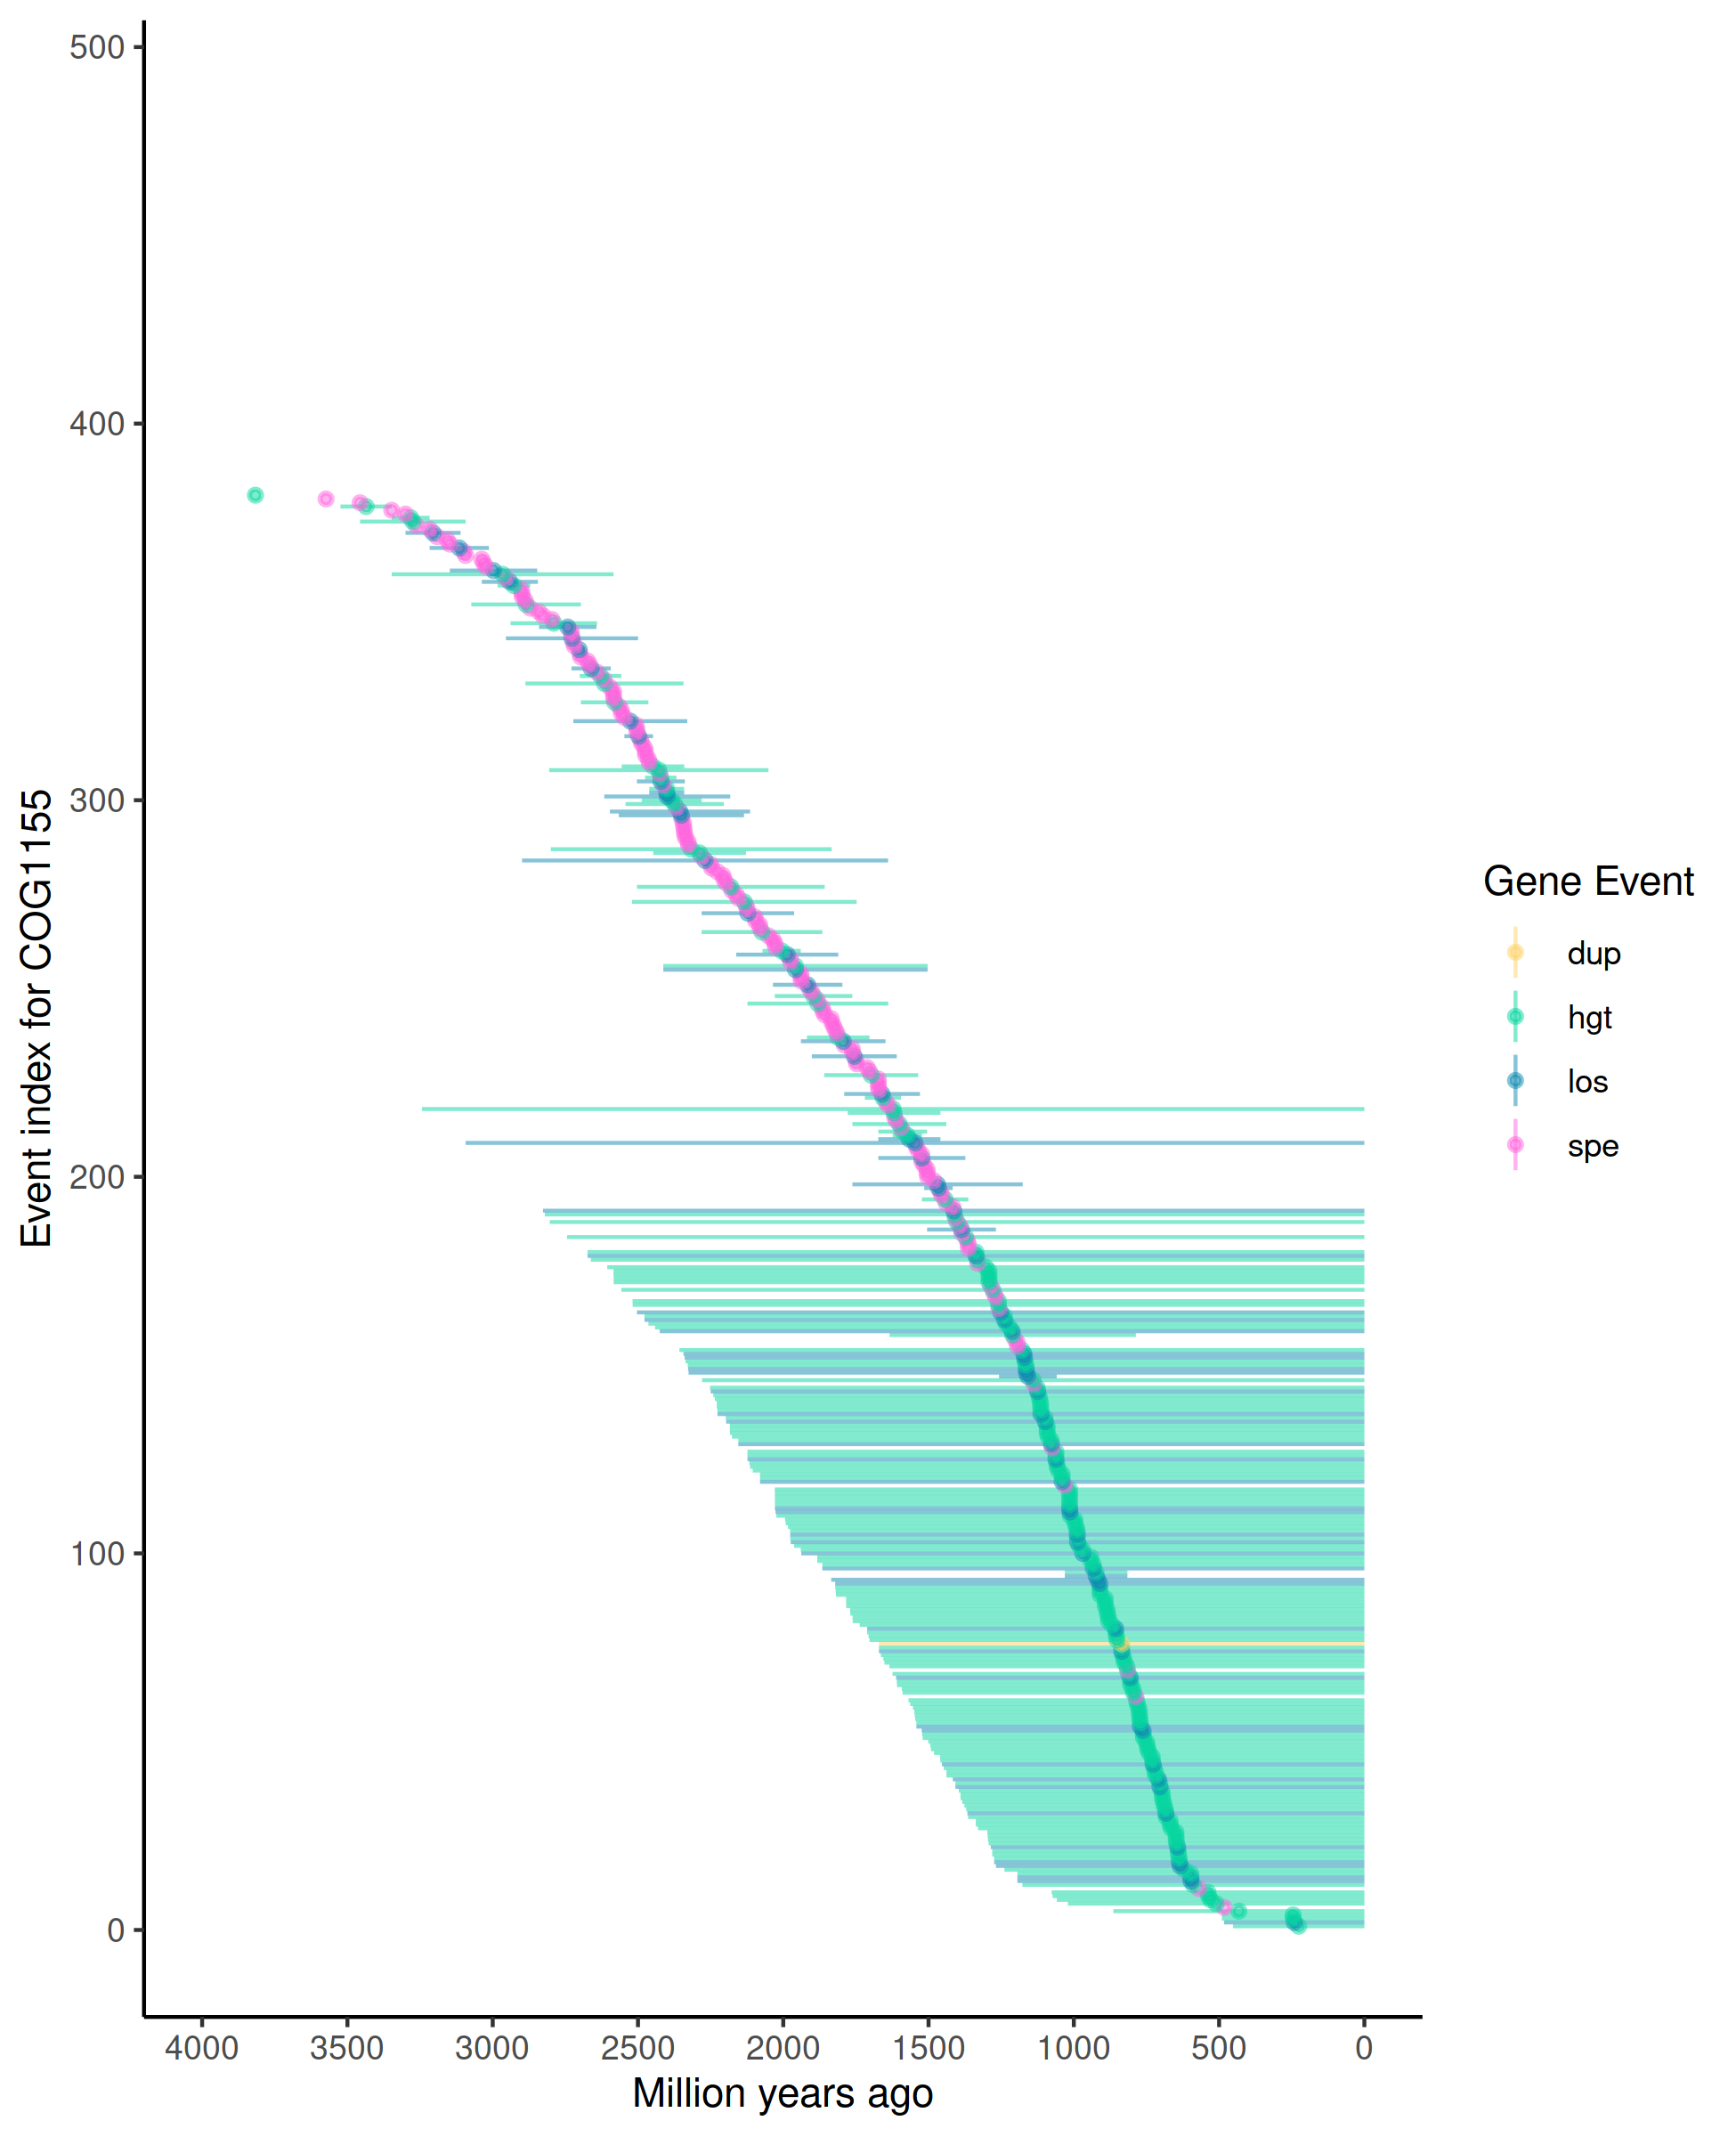 Event index for COG1155
500
400
300
200
100
0
4000 3500 3000 2500 2000 1500 1000 500 0
Million years ago
Gene Event
dup
hgt
los
spe